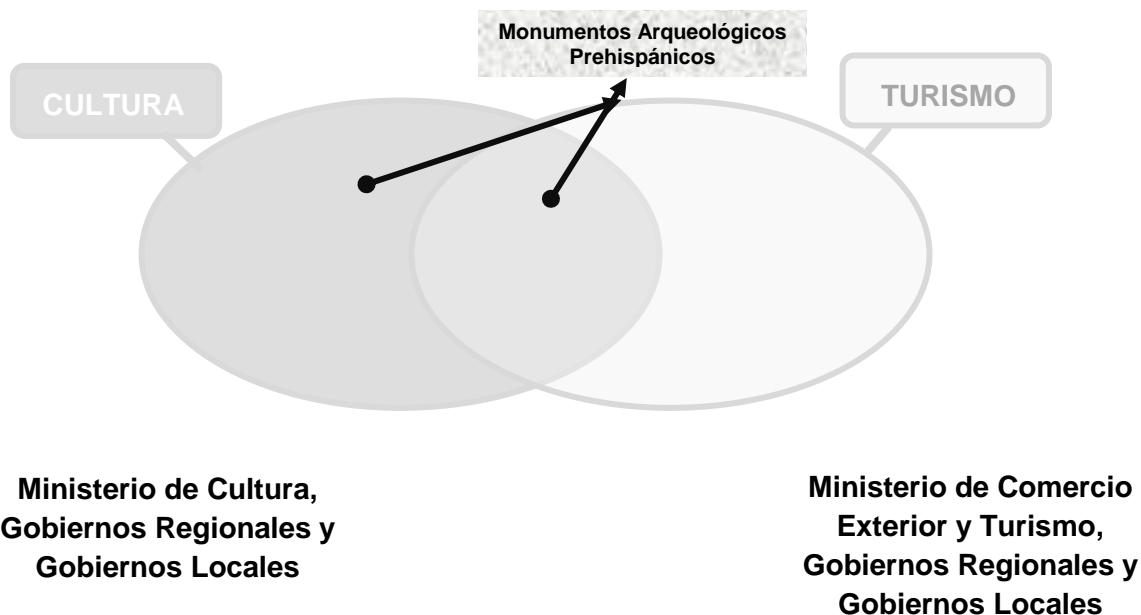 Monumentos Arqueológicos
Prehispánicos
CULTURA
TURISMO
Ministerio de Cultura,
Gobiernos Regionales y
Gobiernos Locales
Ministerio de Comercio
Exterior y Turismo,
Gobiernos Regionales y
Gobiernos Locales